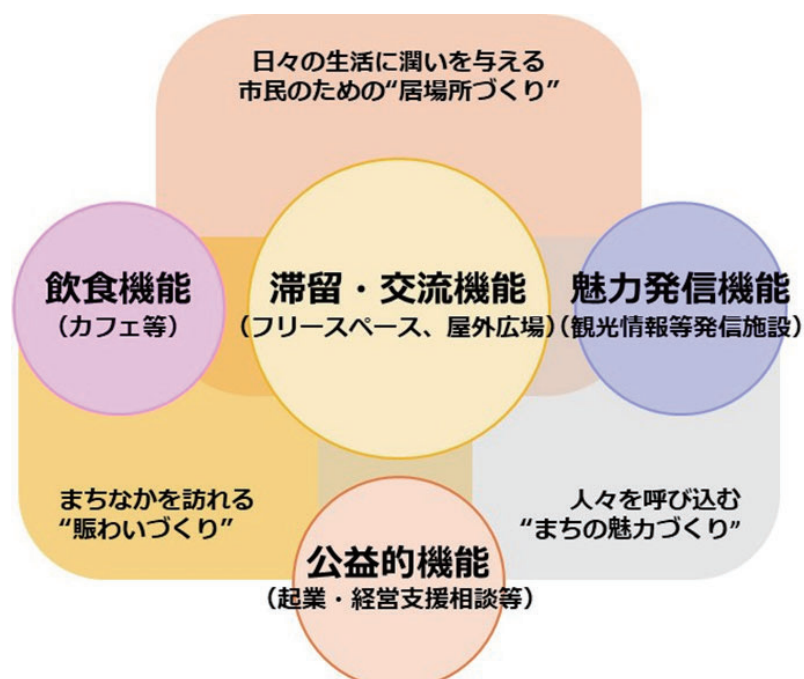 日々の生活に潤いを与える
市民のための“居場所づくり”
飲食機能
（カフェ等）
滞留・交流機能
（フリースペース、屋外広場）
魅力発信機能
（観光情報等発信施設）
まちなかを訪れる
“賑わいづくり”
人々を呼び込む
“まちの魅力づくり”
公益的機能
（起業・経営支援相談等）